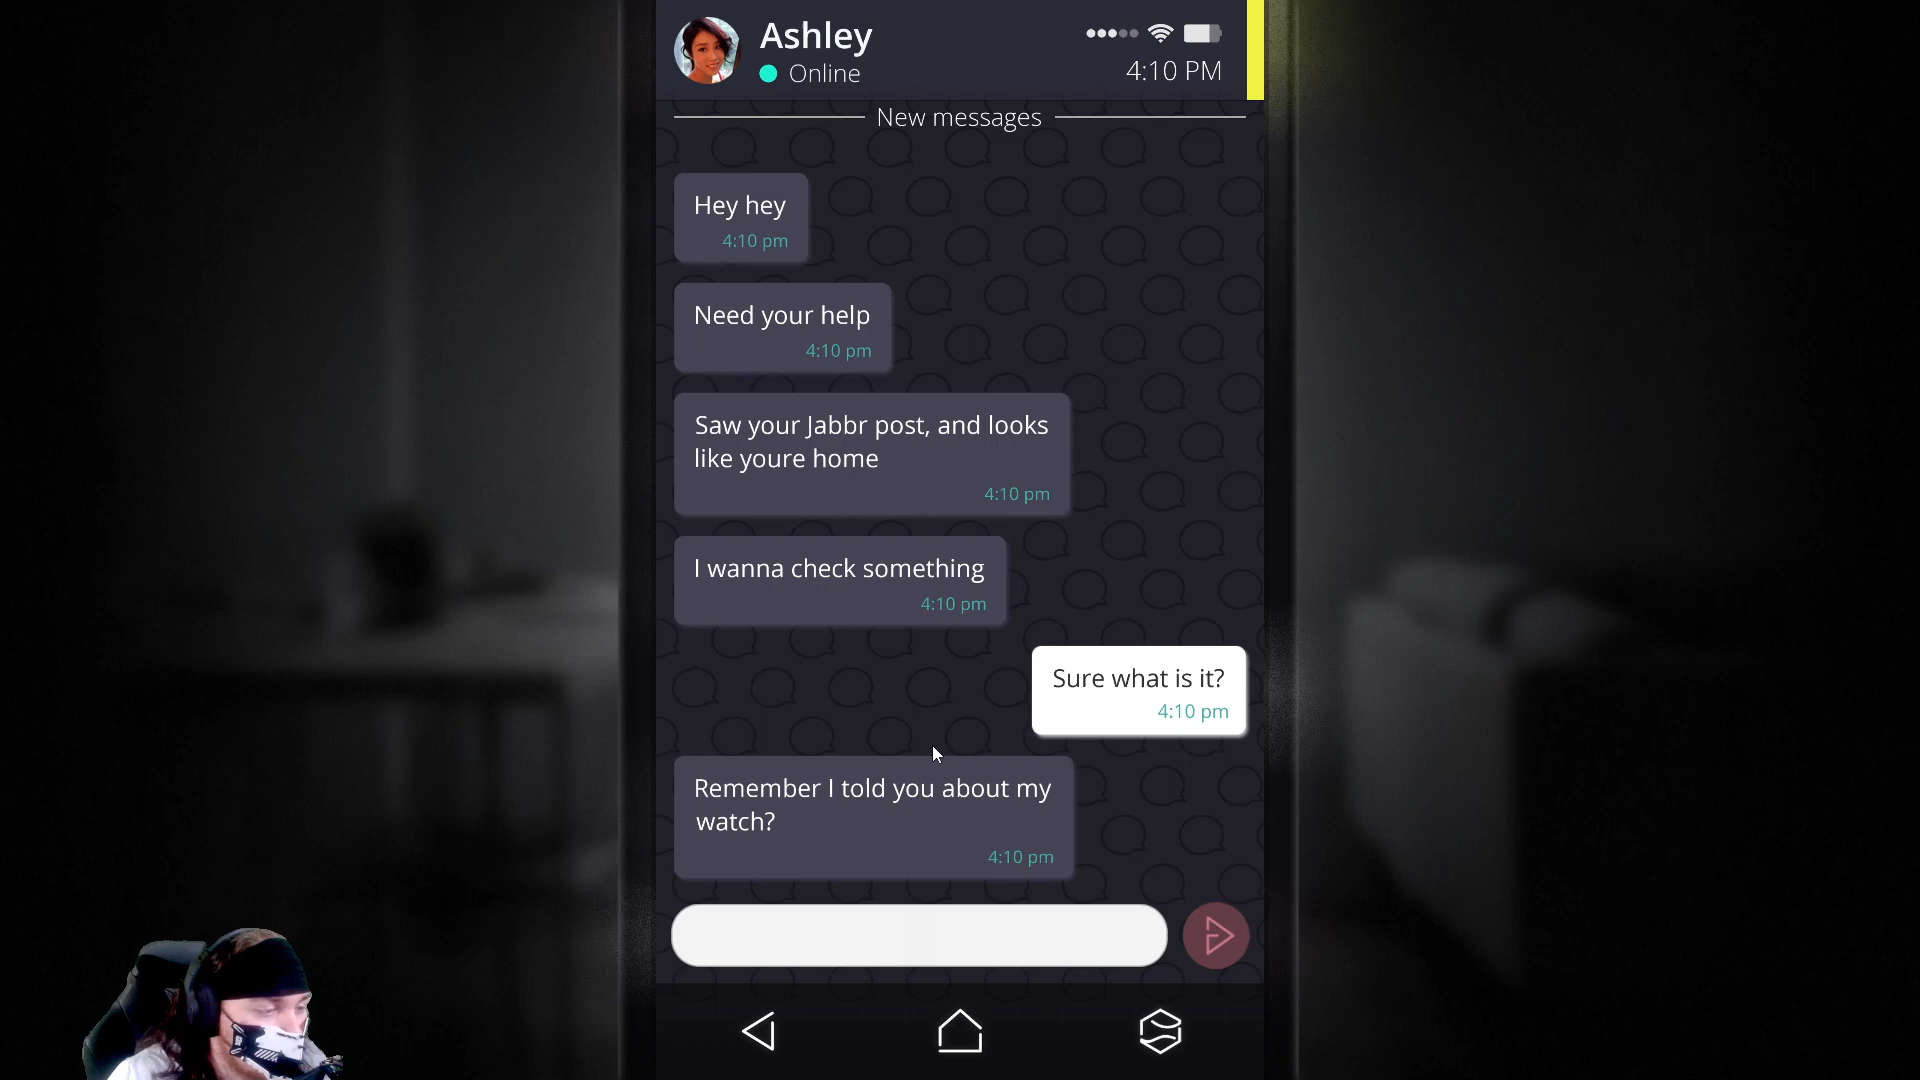 Ashley
Online
4:10 PM
New messages
Hey hey
4:10 pm
Need your help
4:10 pm
Saw your Jabbr post, and looks
like youre home
4:10 pm
I wanna check something
4:10 pm
Sure what is it?
4:10 pm
Remember I told you about my
watch?
4:10 pm